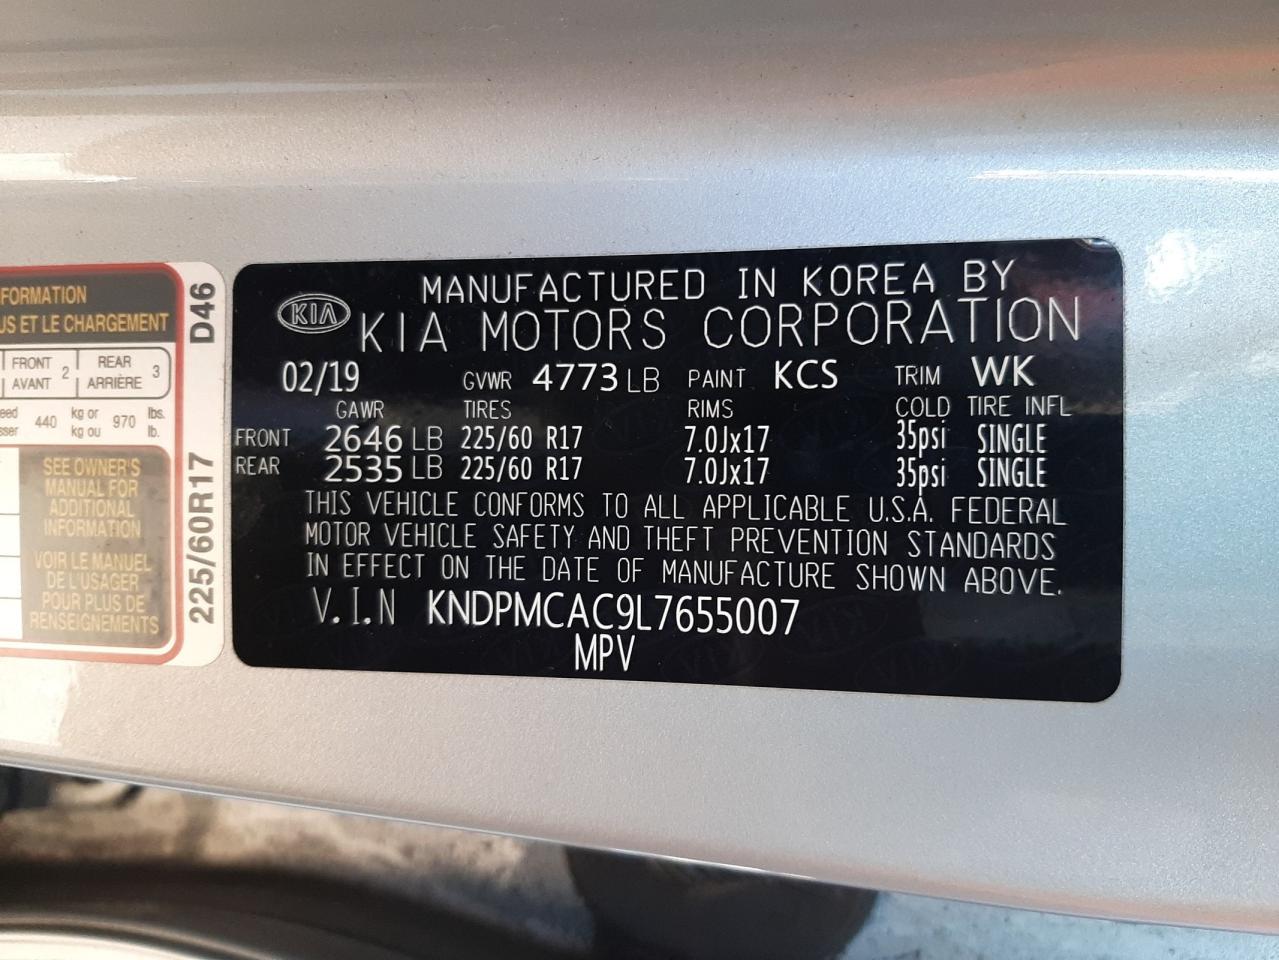 MANUFACTURED IN KOREA BY
KIA
KIA MOTORS CORPORATION
02/19 GVWR 4773 LB PAINT KCS TRIM WK
GAWR TIRES RIMS COLD TIRE INFL
FRONT 2646 LB 225/60 R17 7.0Jx17 35psi SINGLE
REAR 2535 LB 225/60 R17 7.0Jx17 35psi SINGLE
THIS VEHICLE CONFORMS TO ALL APPLICABLE U.S.A. FEDERAL
MOTOR VEHICLE SAFETY AND THEFT PREVENTION STANDARDS
IN EFFECT ON THE DATE OF MANUFACTURE SHOWN ABOVE.
V.I.N KNDPMCAC9L7655007
MPV
ET LE CHARGEMENT
FRONT 2 REAR 3
AVANT ARRIÈRE
440 kg or 970 lbs.
kg ou lb.
SEE OWNER'S
MANUAL FOR
ADDITIONAL
INFORMATION
VOIR LE MANUEL
DE L'USAGER
POUR PLUS DE
RENSEIGNEMENTS
225/60R17 D46